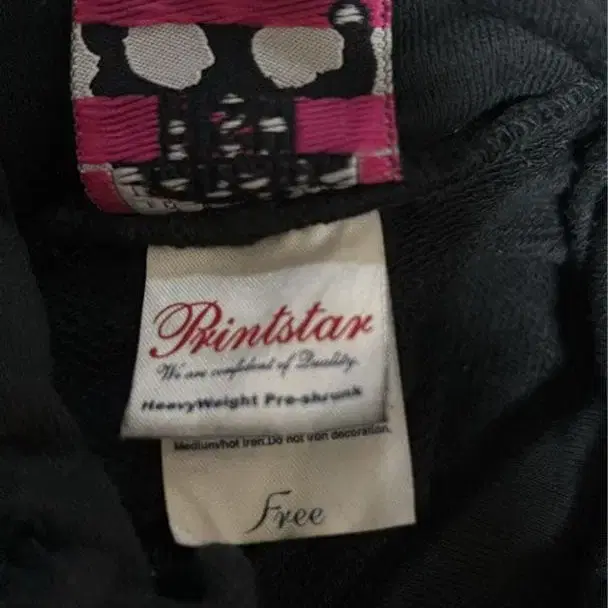 Printstar
We are confident of Quality.
HeavyWeight Pre-shrunk
Medium/hot iron.Do not iron decoration.
Free